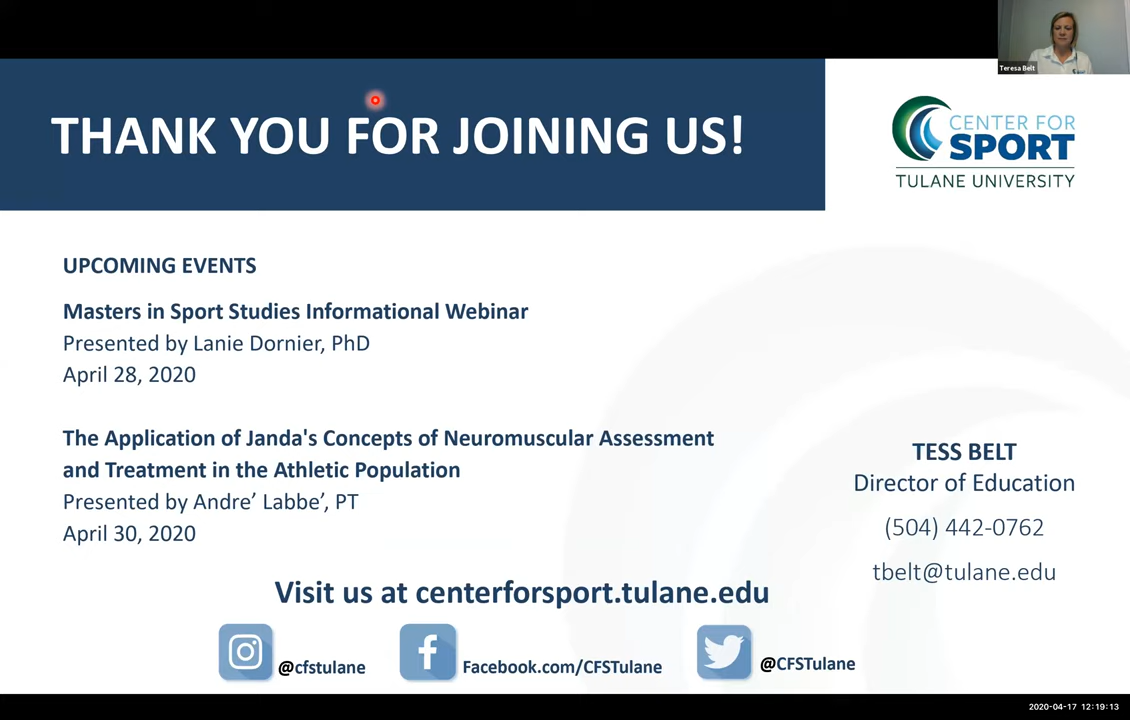 Teresa Belt
THANK YOU FOR JOINING US!
CENTER FOR
SPORT
TULANE UNIVERSITY
UPCOMING EVENTS
Masters in Sport Studies Informational Webinar
Presented by Lanie Dornier, PhD
April 28, 2020
The Application of Janda's Concepts of Neuromuscular Assessment
and Treatment in the Athletic Population
Presented by Andre’ Labbe’, PT
April 30, 2020
TESS BELT
Director of Education
(504) 442-0762
tbelt@tulane.edu
Visit us at centerforsport.tulane.edu
@cfstulane
Facebook.com/CFSTulane
@CFSTulane
2020-04-17 12:19:13